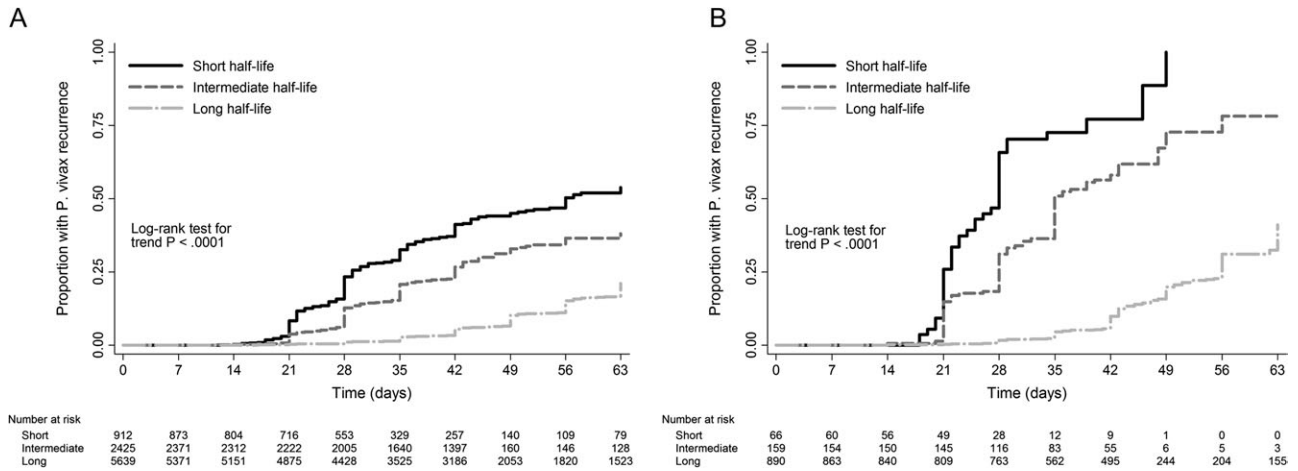 A
Proportion with P. vivax recurrence
1.00
0.75
0.50
0.25
0.00
Short half-life
Intermediate half-life
Long half-life
Log-rank test for
trend P < .0001
0 7 14 21 28 35 42 49 56 63
Time (days)
Number at risk
Short 912 873 804 716 553 329 257 140 109 79
Intermediate 2425 2371 2312 2222 2005 1640 1397 160 146 128
Long 5639 5371 5151 4875 4428 3525 3186 2053 1820 1523
B
Proportion with P. vivax recurrence
1.00
0.75
0.50
0.25
0.00
Short half-life
Intermediate half-life
Long half-life
Log-rank test for
trend P < .0001
0 7 14 21 28 35 42 49 56 63
Time (days)
Number at risk
Short 66 60 56 49 28 12 9 1 0 0
Intermediate 159 154 150 145 116 83 55 6 5 3
Long 890 863 840 809 763 562 495 244 204 155